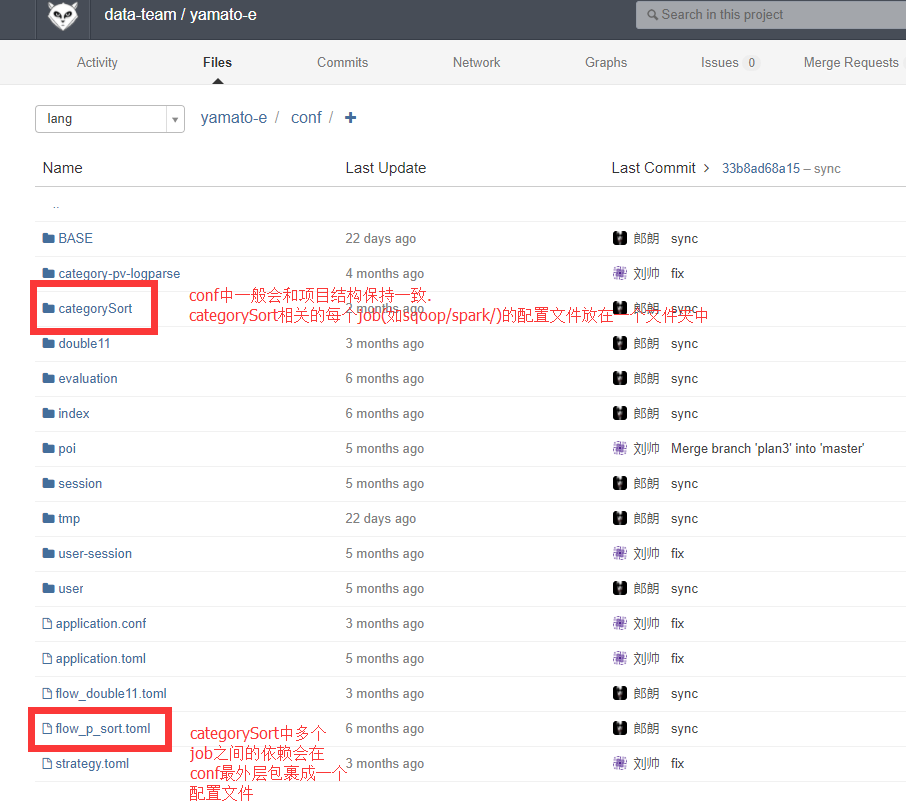 data-team / yamato-e
Search in this project
Activity Files Commits Network Graphs Issues 0 Merge Requests
lang yamato-e / conf / +
Name Last Update Last Commit > 33b8ad68a15 – sync
..
BASE 22 days ago 郎朗 sync
category-pv-logparse 4 months ago 刘帅 fix
conf中一般会和项目结构保持一致.
categorySort 3 months ago 郎朗 sync
categorySort相关的每个job(如sqoop/spark/)的配置文件放在一个文件夹中
double11 3 months ago 郎朗 sync
evaluation 6 months ago 郎朗 sync
index 6 months ago 郎朗 sync
poi 5 months ago 刘帅 Merge branch 'plan3' into 'master'
session 5 months ago 郎朗 sync
tmp 22 days ago 郎朗 sync
user-session 5 months ago 刘帅 fix
user 5 months ago 郎朗 sync
application.conf 3 months ago 刘帅 fix
application.toml 5 months ago 刘帅 fix
flow_double11.toml 3 months ago 郎朗 sync
flow_p_sort.toml 6 months ago 郎朗 sync
categorySort中多个
job之间的依赖会在
strategy.toml 3 months ago 刘帅 fix
conf最外层包裹成一个
配置文件